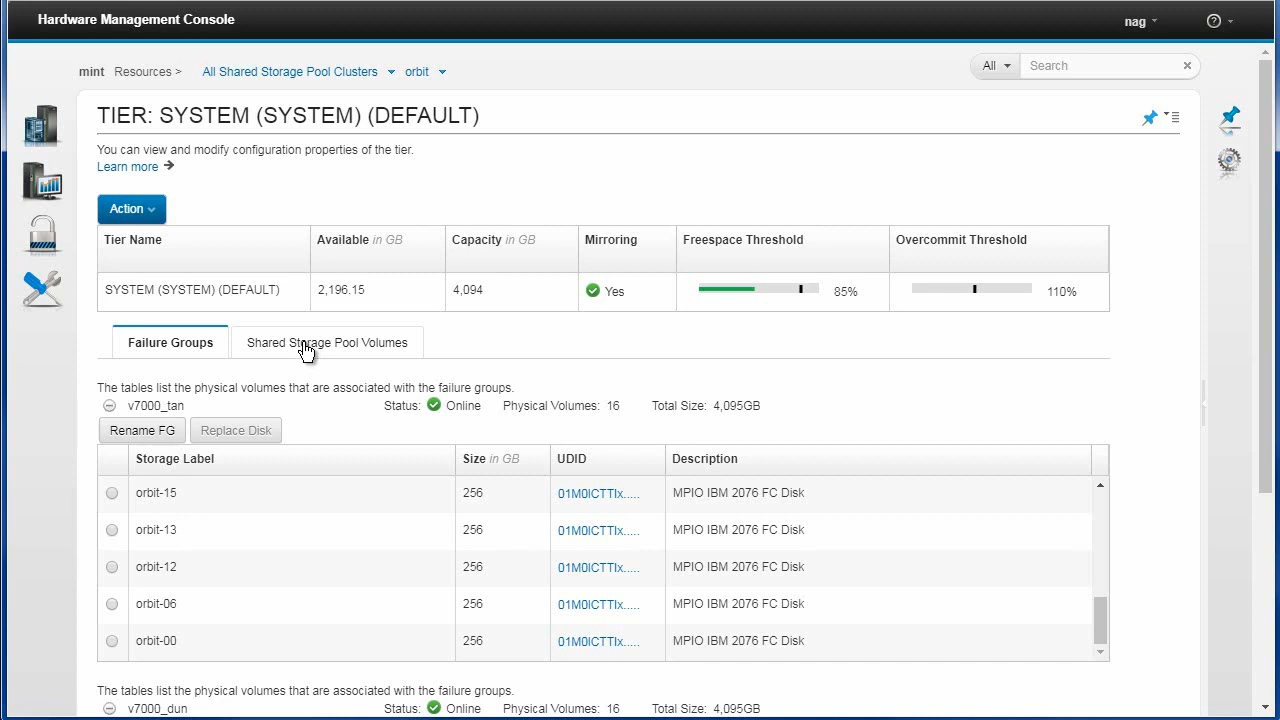 Hardware Management Console
nag
mint Resources > All Shared Storage Pool Clusters orbit
All Search
TIER: SYSTEM (SYSTEM) (DEFAULT)
You can view and modify configuration properties of the tier.
Learn more
Action
Tier Name Available in GB Capacity in GB Mirroring Freespace Threshold Overcommit Threshold
SYSTEM (SYSTEM) (DEFAULT) 2,196.15 4,094 Yes 85% 110%
Failure Groups Shared Storage Pool Volumes
The tables list the physical volumes that are associated with the failure groups.
v7000_tan Status: Online Physical Volumes: 16 Total Size: 4,095GB
Rename FG Replace Disk
Storage Label Size in GB UDID Description
orbit-15 256 01M0lCTTIx..... MPIO IBM 2076 FC Disk
orbit-13 256 01M0lCTTIx..... MPIO IBM 2076 FC Disk
orbit-12 256 01M0lCTTIx..... MPIO IBM 2076 FC Disk
orbit-06 256 01M0lCTTIx..... MPIO IBM 2076 FC Disk
orbit-00 256 01M0lCTTIx..... MPIO IBM 2076 FC Disk
The tables list the physical volumes that are associated with the failure groups.
v7000_dun Status: Online Physical Volumes: 16 Total Size: 4,095GB